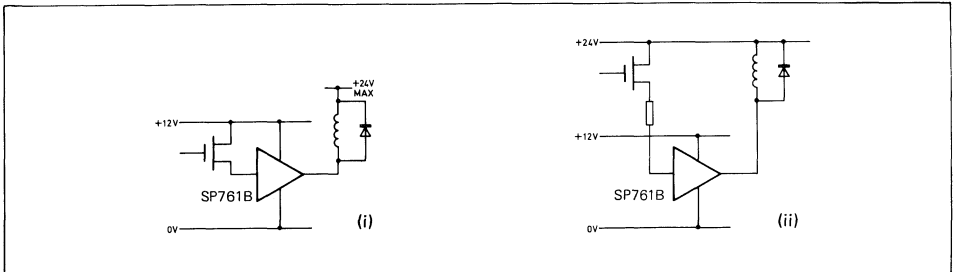 +24V
MAX
+12V
SP761B
0V
(i)
+24V
+12V
SP761B
0V
(ii)